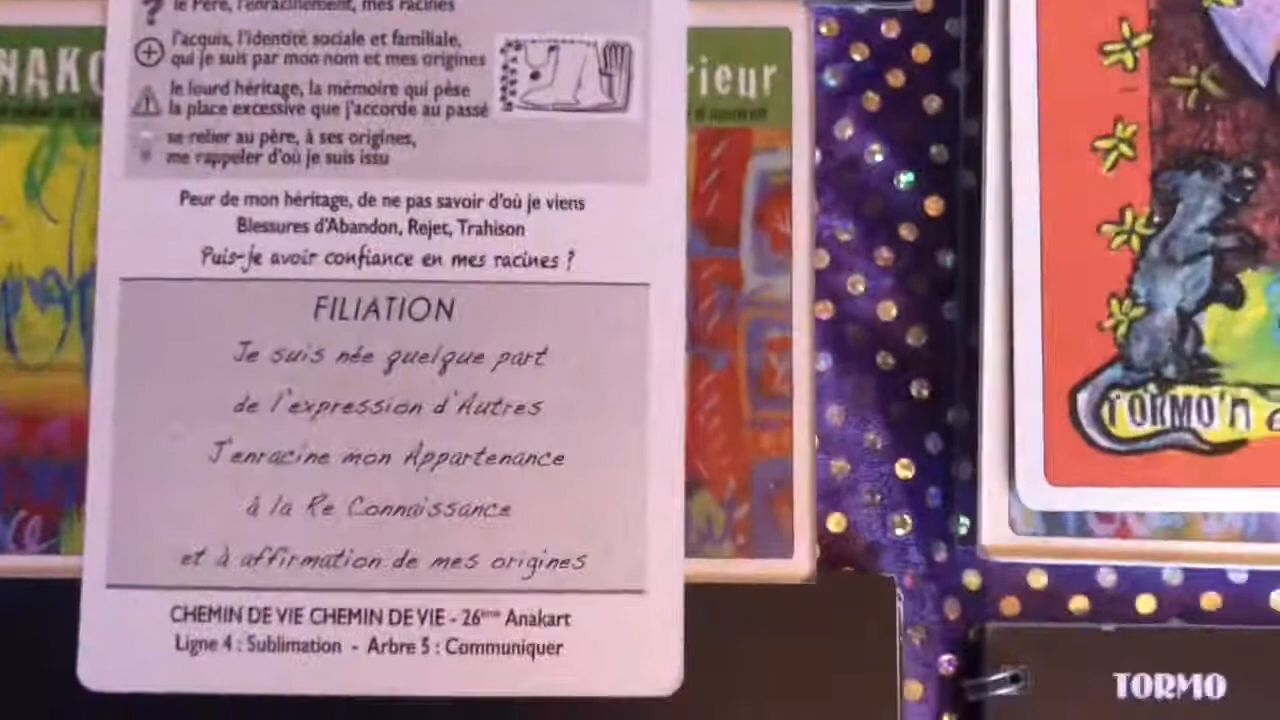 le Père, l'enracinement, mes racines
l'acquis, l'identité sociale et familiale,
qui je suis par mon nom et mes origines
le lourd héritage, la mémoire qui pèse
la place excessive que j'accorde au passé
se relier au père, à ses origines,
me rappeler d'où je suis issu
Peur de mon héritage, de ne pas savoir d'où je viens
Blessures d'Abandon, Rejet, Trahison
Puis-je avoir confiance en mes racines ?
FILIATION
Je suis née quelque part
de l'expression d'Autres
J'enracine mon Appartenance
à la Re Connaissance
et à affirmation de mes origines
CHEMIN DE VIE CHEMIN DE VIE - 26ème Anakart
Ligne 4 : Sublimation - Arbre 5 : Communiquer
NAK
rieur
TORMO'n
TORMO